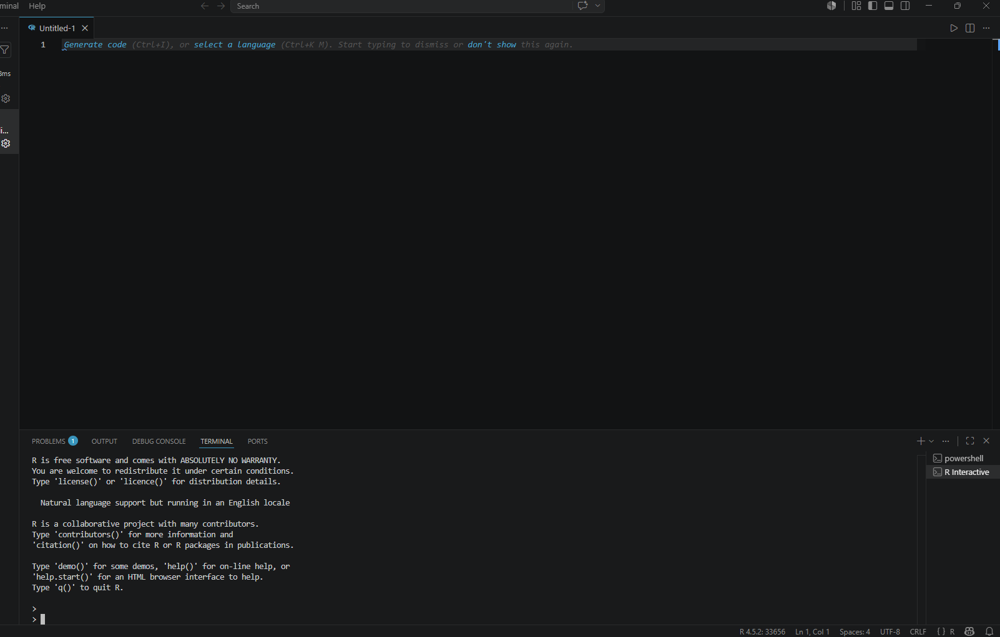 minal Help Search
Untitled-1
1 Generate code (Ctrl+I), or select a language (Ctrl+K M). Start typing to dismiss or don't show this again.
3ms
i...
PROBLEMS 1 OUTPUT DEBUG CONSOLE TERMINAL PORTS
R is free software and comes with ABSOLUTELY NO WARRANTY.
You are welcome to redistribute it under certain conditions.
Type 'license()' or 'licence()' for distribution details.
Natural language support but running in an English locale
R is a collaborative project with many contributors.
Type 'contributors()' for more information and
'citation()' on how to cite R or R packages in publications.
Type 'demo()' for some demos, 'help()' for on-line help, or
'help.start()' for an HTML browser interface to help.
Type 'q()' to quit R.
>
>
powershell
R Interactive
R 4.5.2: 33656 Ln 1, Col 1 Spaces: 4 UTF-8 CRLF {} R